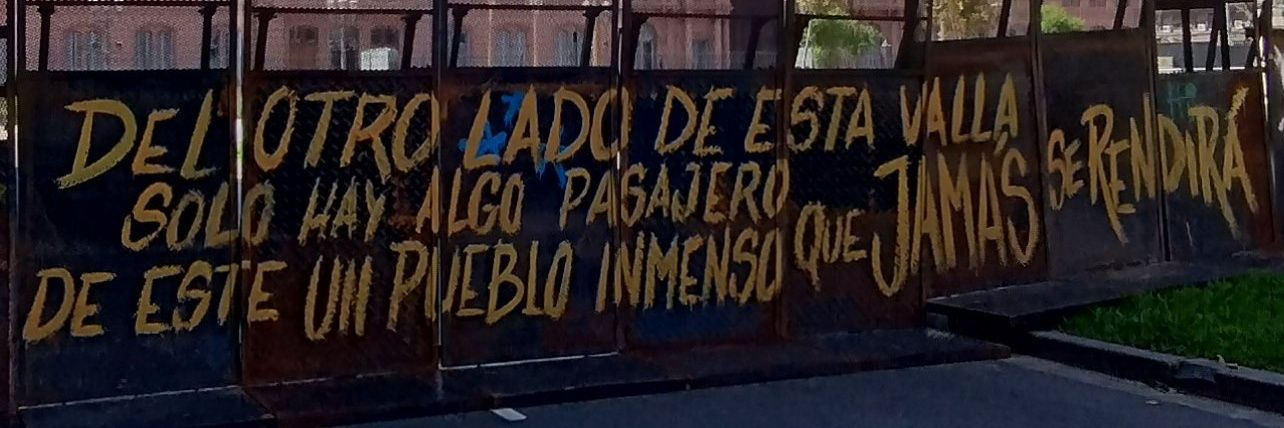 DEL OTRO LADO DE ESTA VALLA,
SOLO HAY ALGO PASAJERO
DE ESTE UN PUEBLO INMENSO QUE JAMÁS SE RENDIRÁ